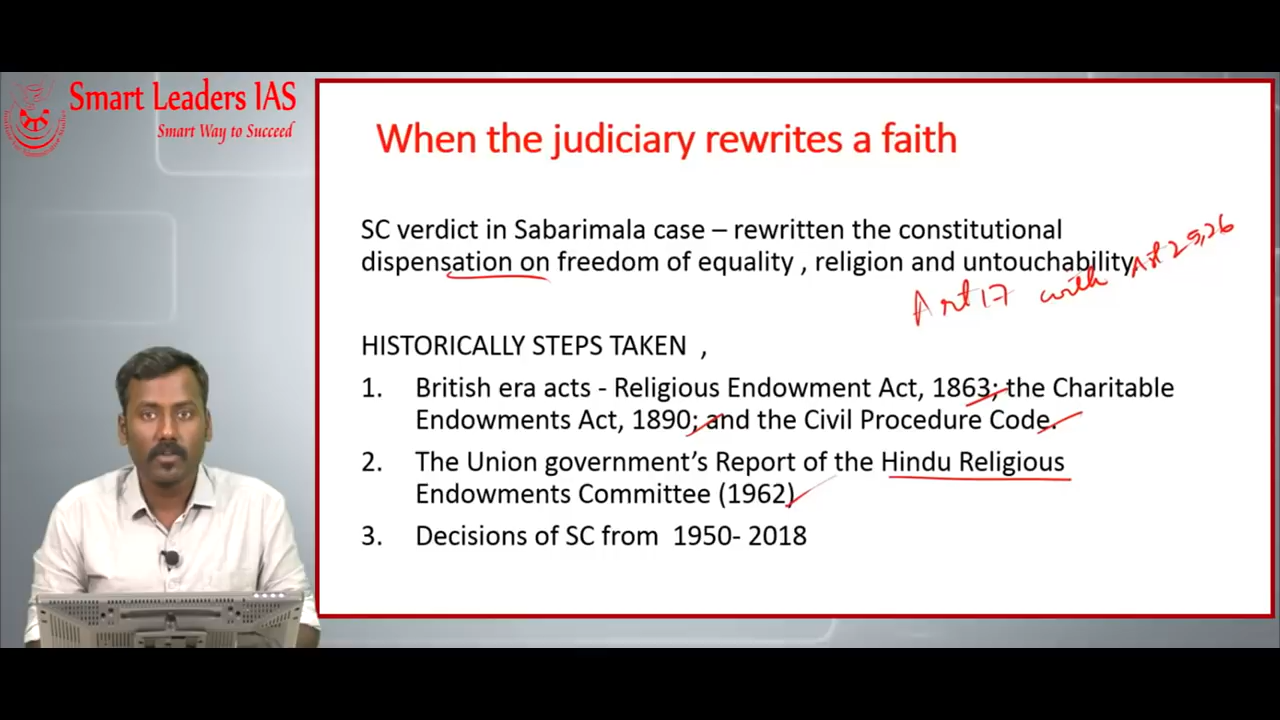 Smart Leaders IAS
Smart Way to Succeed
When the judiciary rewrites a faith
SC verdict in Sabarimala case – rewritten the constitutional
dispensation on freedom of equality , religion and untouchability
Art 17 with Art 25,26
HISTORICALLY STEPS TAKEN ,
1. British era acts - Religious Endowment Act, 1863; the Charitable
Endowments Act, 1890; and the Civil Procedure Code.
2. The Union government’s Report of the Hindu Religious
Endowments Committee (1962)
3. Decisions of SC from 1950- 2018